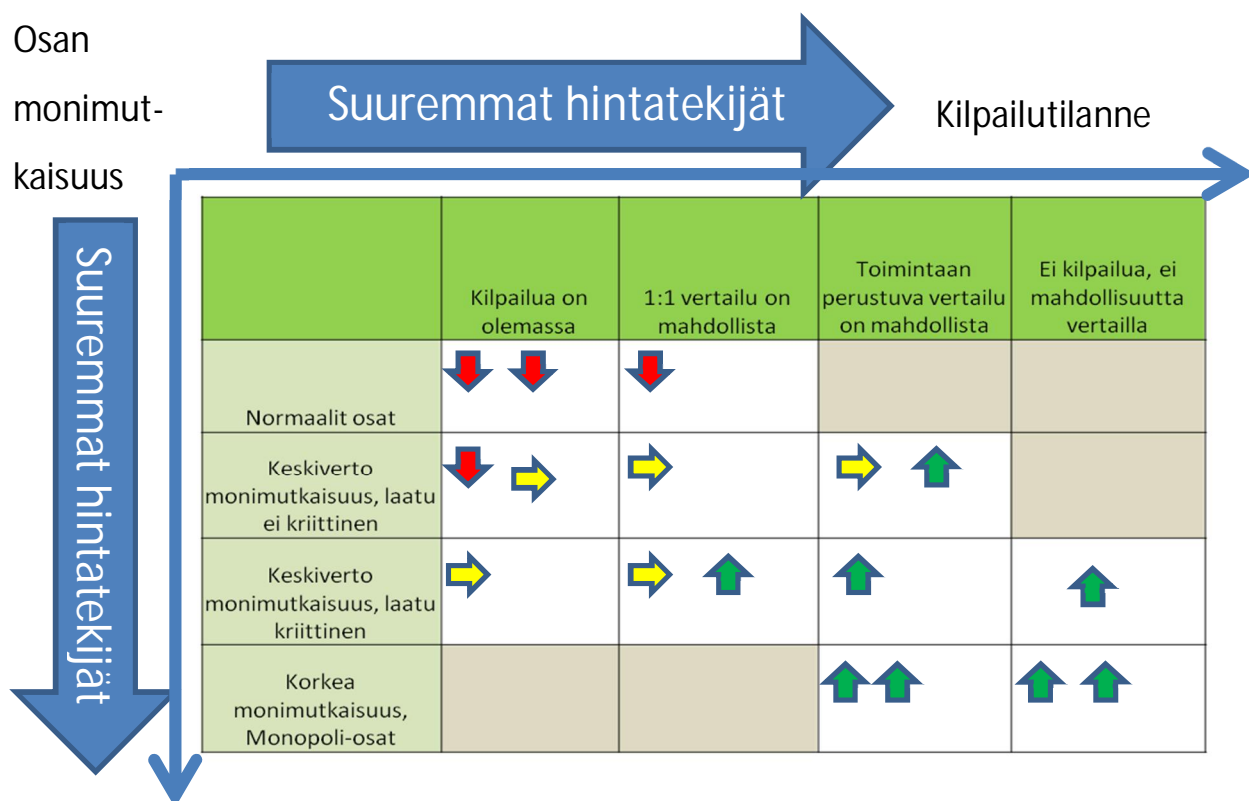 Osan
monimut-
kaisuus
Suuremmat hintatekijät
Kilpailutilanne
Suuremmat hintatekijät
Kilpailua on
olemassa
1:1 vertailu on
mahdollista
Toimintaan
perustuva vertailu
on mahdollista
Ei kilpailua, ei
mahdollisuutta
vertailla
Normaalit osat
Keskiverto
monimutkaisuus, laatu
ei kriittinen
Keskiverto
monimutkaisuus, laatu
kriittinen
Korkea
monimutkaisuus,
Monopoli-osat